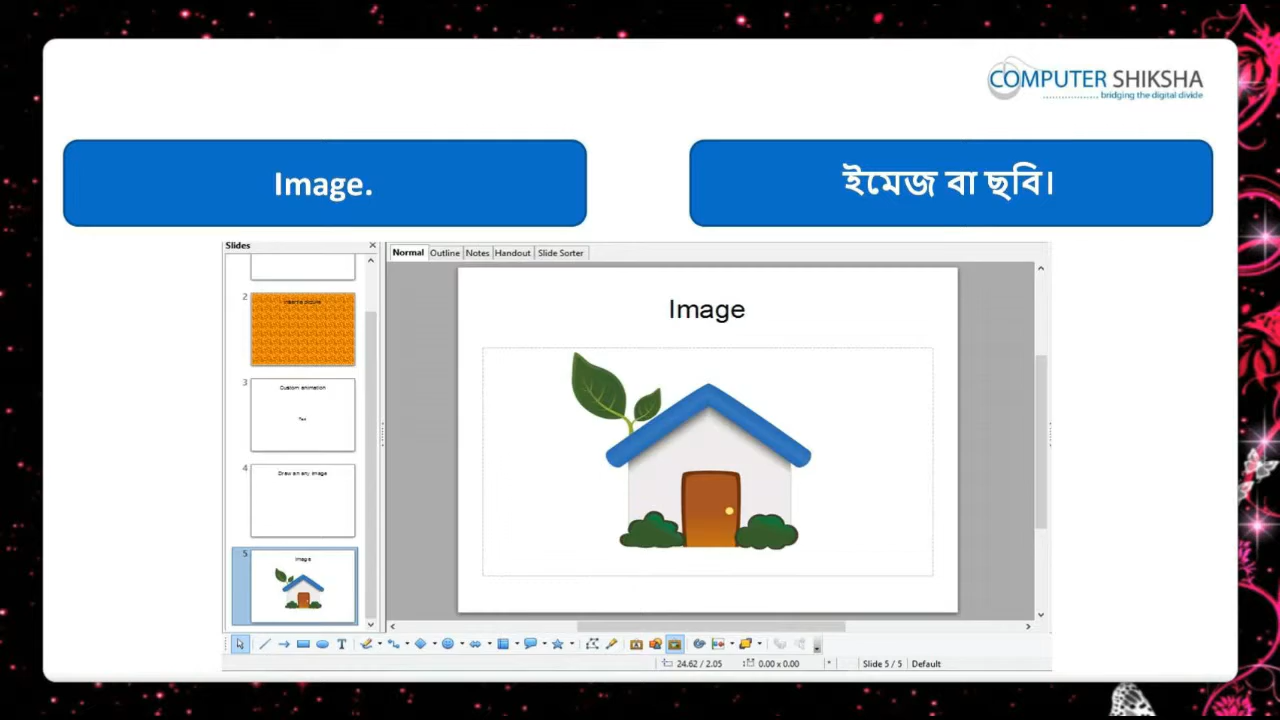 COMPUTER SHIKSHA
bridging the digital divide
Image.
ইমেজ বা ছবি।
Slides
Normal Outline Notes Handout Slide Sorter
2
3
Custom animation
4
Draw an any image
5
Image
Image
24.62 / 2.05 0.00 x 0.00 * Slide 5 / 5 Default